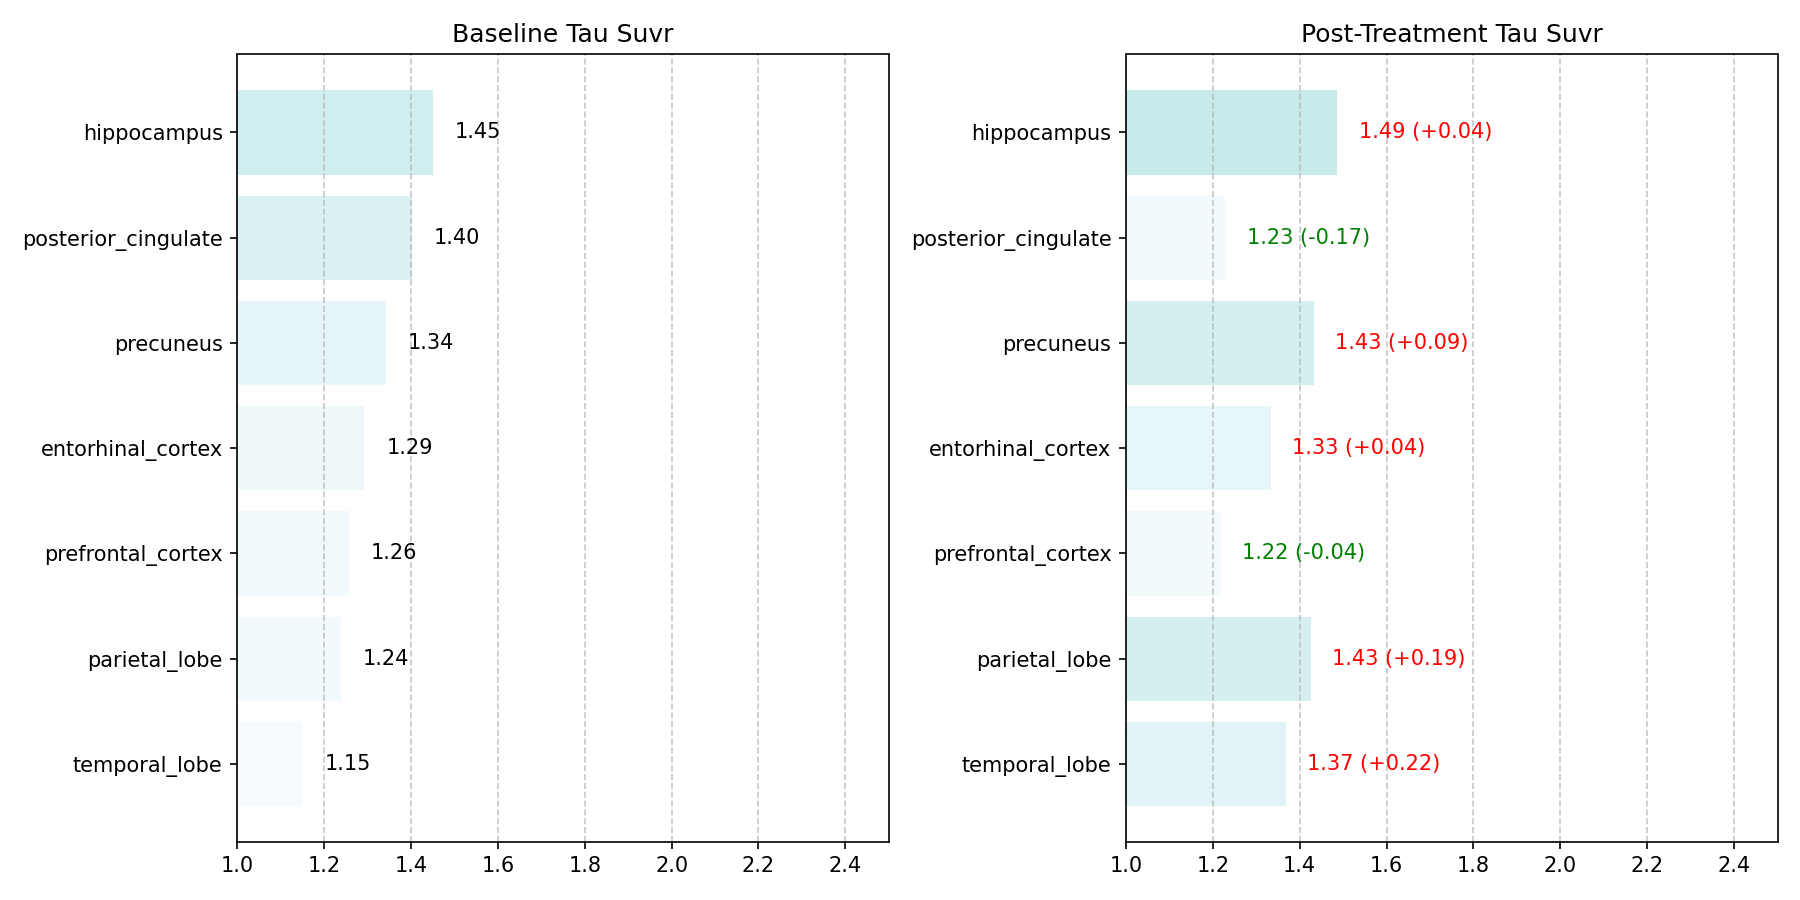 Baseline Tau Suvr
hippocampus
1.45
posterior_cingulate
1.40
precuneus
1.34
entorhinal_cortex
1.29
prefrontal_cortex
1.26
parietal_lobe
1.24
temporal_lobe
1.15
1.0 1.2 1.4 1.6 1.8 2.0 2.2 2.4
Post-Treatment Tau Suvr
hippocampus
1.49 (+0.04)
posterior_cingulate
1.23 (-0.17)
precuneus
1.43 (+0.09)
entorhinal_cortex
1.33 (+0.04)
prefrontal_cortex
1.22 (-0.04)
parietal_lobe
1.43 (+0.19)
temporal_lobe
1.37 (+0.22)
1.0 1.2 1.4 1.6 1.8 2.0 2.2 2.4